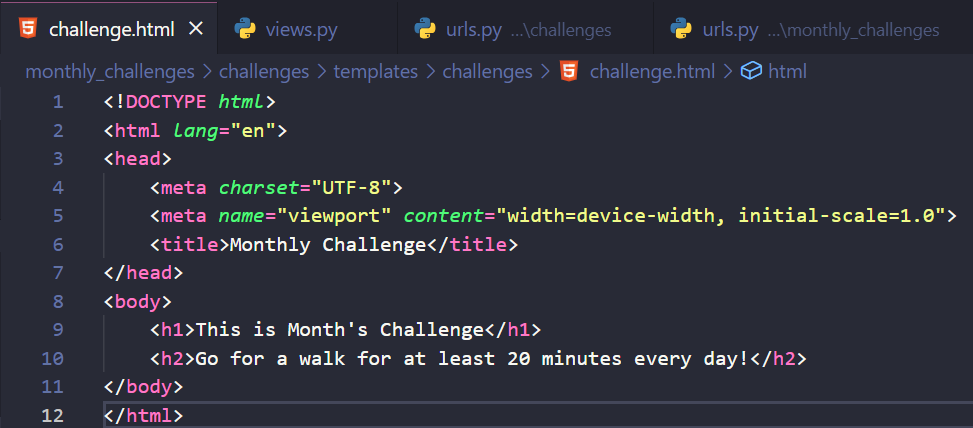 challenge.html × views.py urls.py ...\challenges urls.py ...\monthly_challenges
monthly_challenges > challenges > templates > challenges > challenge.html > html
1 <!DOCTYPE html>
2 <html lang="en">
3 <head>
4     <meta charset="UTF-8">
5     <meta name="viewport" content="width=device-width, initial-scale=1.0">
6     <title>Monthly Challenge</title>
7 </head>
8 <body>
9     <h1>This is Month's Challenge</h1>
10     <h2>Go for a walk for at least 20 minutes every day!</h2>
11 </body>
12 </html>